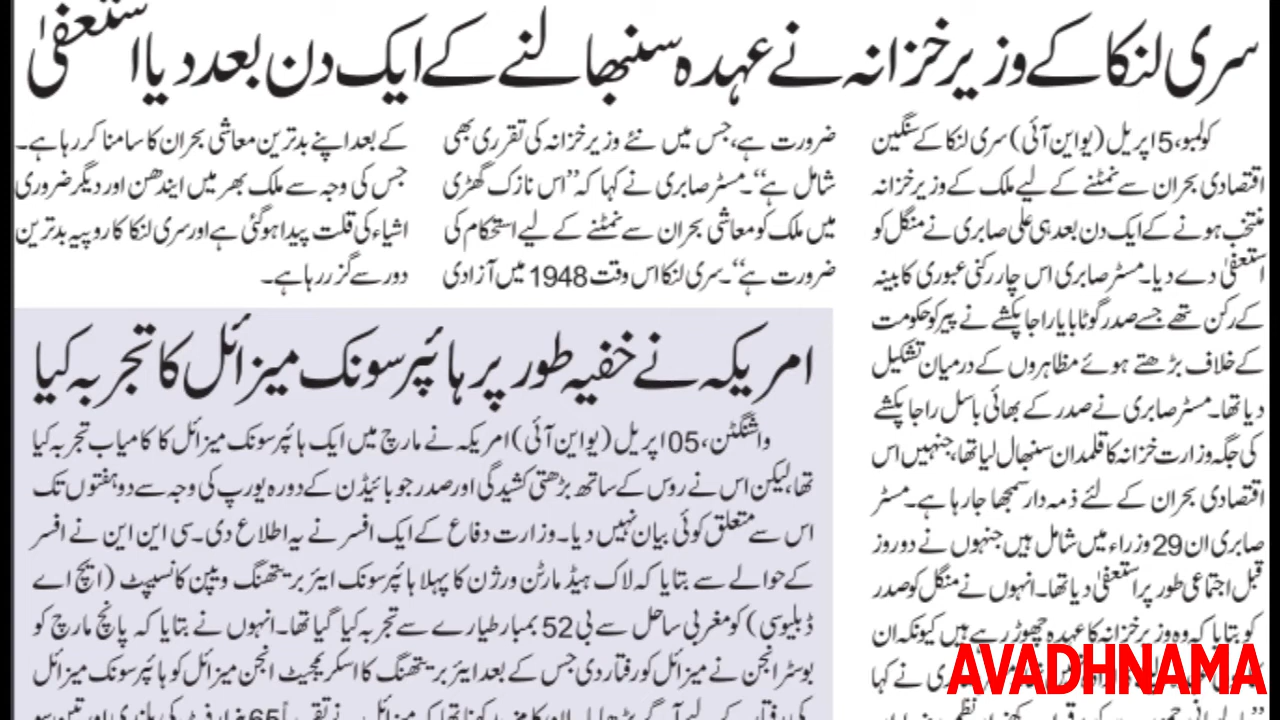 سری لنکا کے وزیر خزانہ نے عہدہ سنبھالنے کے ایک دن بعد دیا استعفیٰ
کولمبو،5 اپریل (یو این آئی) سری لنکا کے سنگین
اقتصادی بحران سے نمٹنے کے لیے ملک کے وزیر خزانہ
منتخب ہونے کے ایک دن بعد ہی علی صابری نے منگل کو
استعفیٰ دے دیا۔ مسٹر صابری اس چار رکنی عبوری کابینہ
کے رکن تھے جسے صدر گوٹابایا راجا پکشے نے پیر کو حکومت
کے خلاف بڑھتے ہوئے مظاہروں کے درمیان تشکیل
دیا تھا۔ مسٹر صابری نے صدر کے بھائی باسل راجا پکشے
کی جگہ وزارت خزانہ کا قلمدان سنبھال لیا تھا، جنہیں اس
اقتصادی بحران کے لئے ذمہ دار سمجھا جا رہا ہے۔ مسٹر
صابری ان 29 وزراء میں شامل ہیں جنہوں نے دو روز
قبل اجتماعی طور پر استعفیٰ دیا تھا۔ انہوں نے منگل کو صدر
کو بتایا کہ وہ وزیر خزانہ کا عہدہ چھوڑ رہے ہیں کیونکہ ان
نے کہا
ضرورت ہے، جس میں نئے وزیر خزانہ کی تقرری بھی
شامل ہے‘‘۔ مسٹر صابری نے کہا کہ ’’اس نازک گھڑی
میں ملک کو معاشی بحران سے نمٹنے کے لیے استحکام کی
ضرورت ہے‘‘۔ سری لنکا اس وقت 1948 میں آزادی
کے بعد اپنے بدترین معاشی بحران کا سامنا کر رہا ہے۔
جس کی وجہ سے ملک بھر میں ایندھن اور دیگر ضروری
اشیاء کی قلت پیدا ہو گئی ہے اور سری لنکا کا روپیہ بدترین
دور سے گزر رہا ہے۔
امریکہ نے خفیہ طور پر ہائپر سونک میزائل کا تجربہ کیا
واشنگٹن،05 اپریل (یو این آئی) امریکہ نے مارچ میں ایک ہائپر سونک میزائل کا کامیاب تجربہ کیا
تھا، لیکن اس نے روس کے ساتھ بڑھتی کشیدگی اور صدر جو بائیڈن کے دورہ یورپ کی وجہ سے دو ہفتوں تک
اس سے متعلق کوئی بیان نہیں دیا۔ وزارت دفاع کے ایک افسر نے یہ اطلاع دی۔ سی این این نے افسر
کے حوالے سے بتایا کہ لاک ہیڈ مارٹن ورژن کا پہلا ہائپر سونک ایئر بریتھنگ ویپن کانسیپٹ (ایچ اے
ڈبلیو سی) کو مغربی ساحل سے بی 52 بمبار طیارے سے تجربہ کیا گیا تھا۔ انہوں نے بتایا کہ پانچ مارچ کو
بوسٹر انجن نے میزائل کو رفتار دی جس کے بعد ایئر بریتھنگ کا اسکریمجیٹ انجن میزائل کو ہائپر سونک میزائل
AVADHNAMA